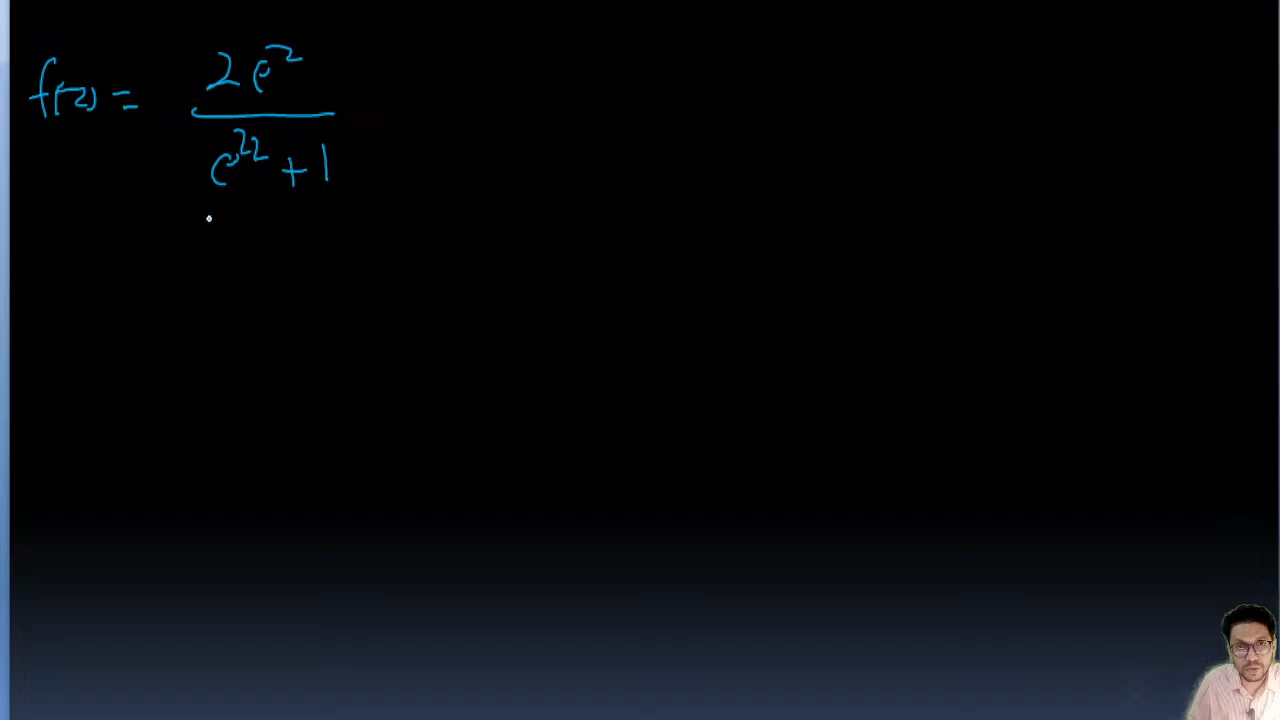 f(z) = 2e^z / e^{2z} + 1